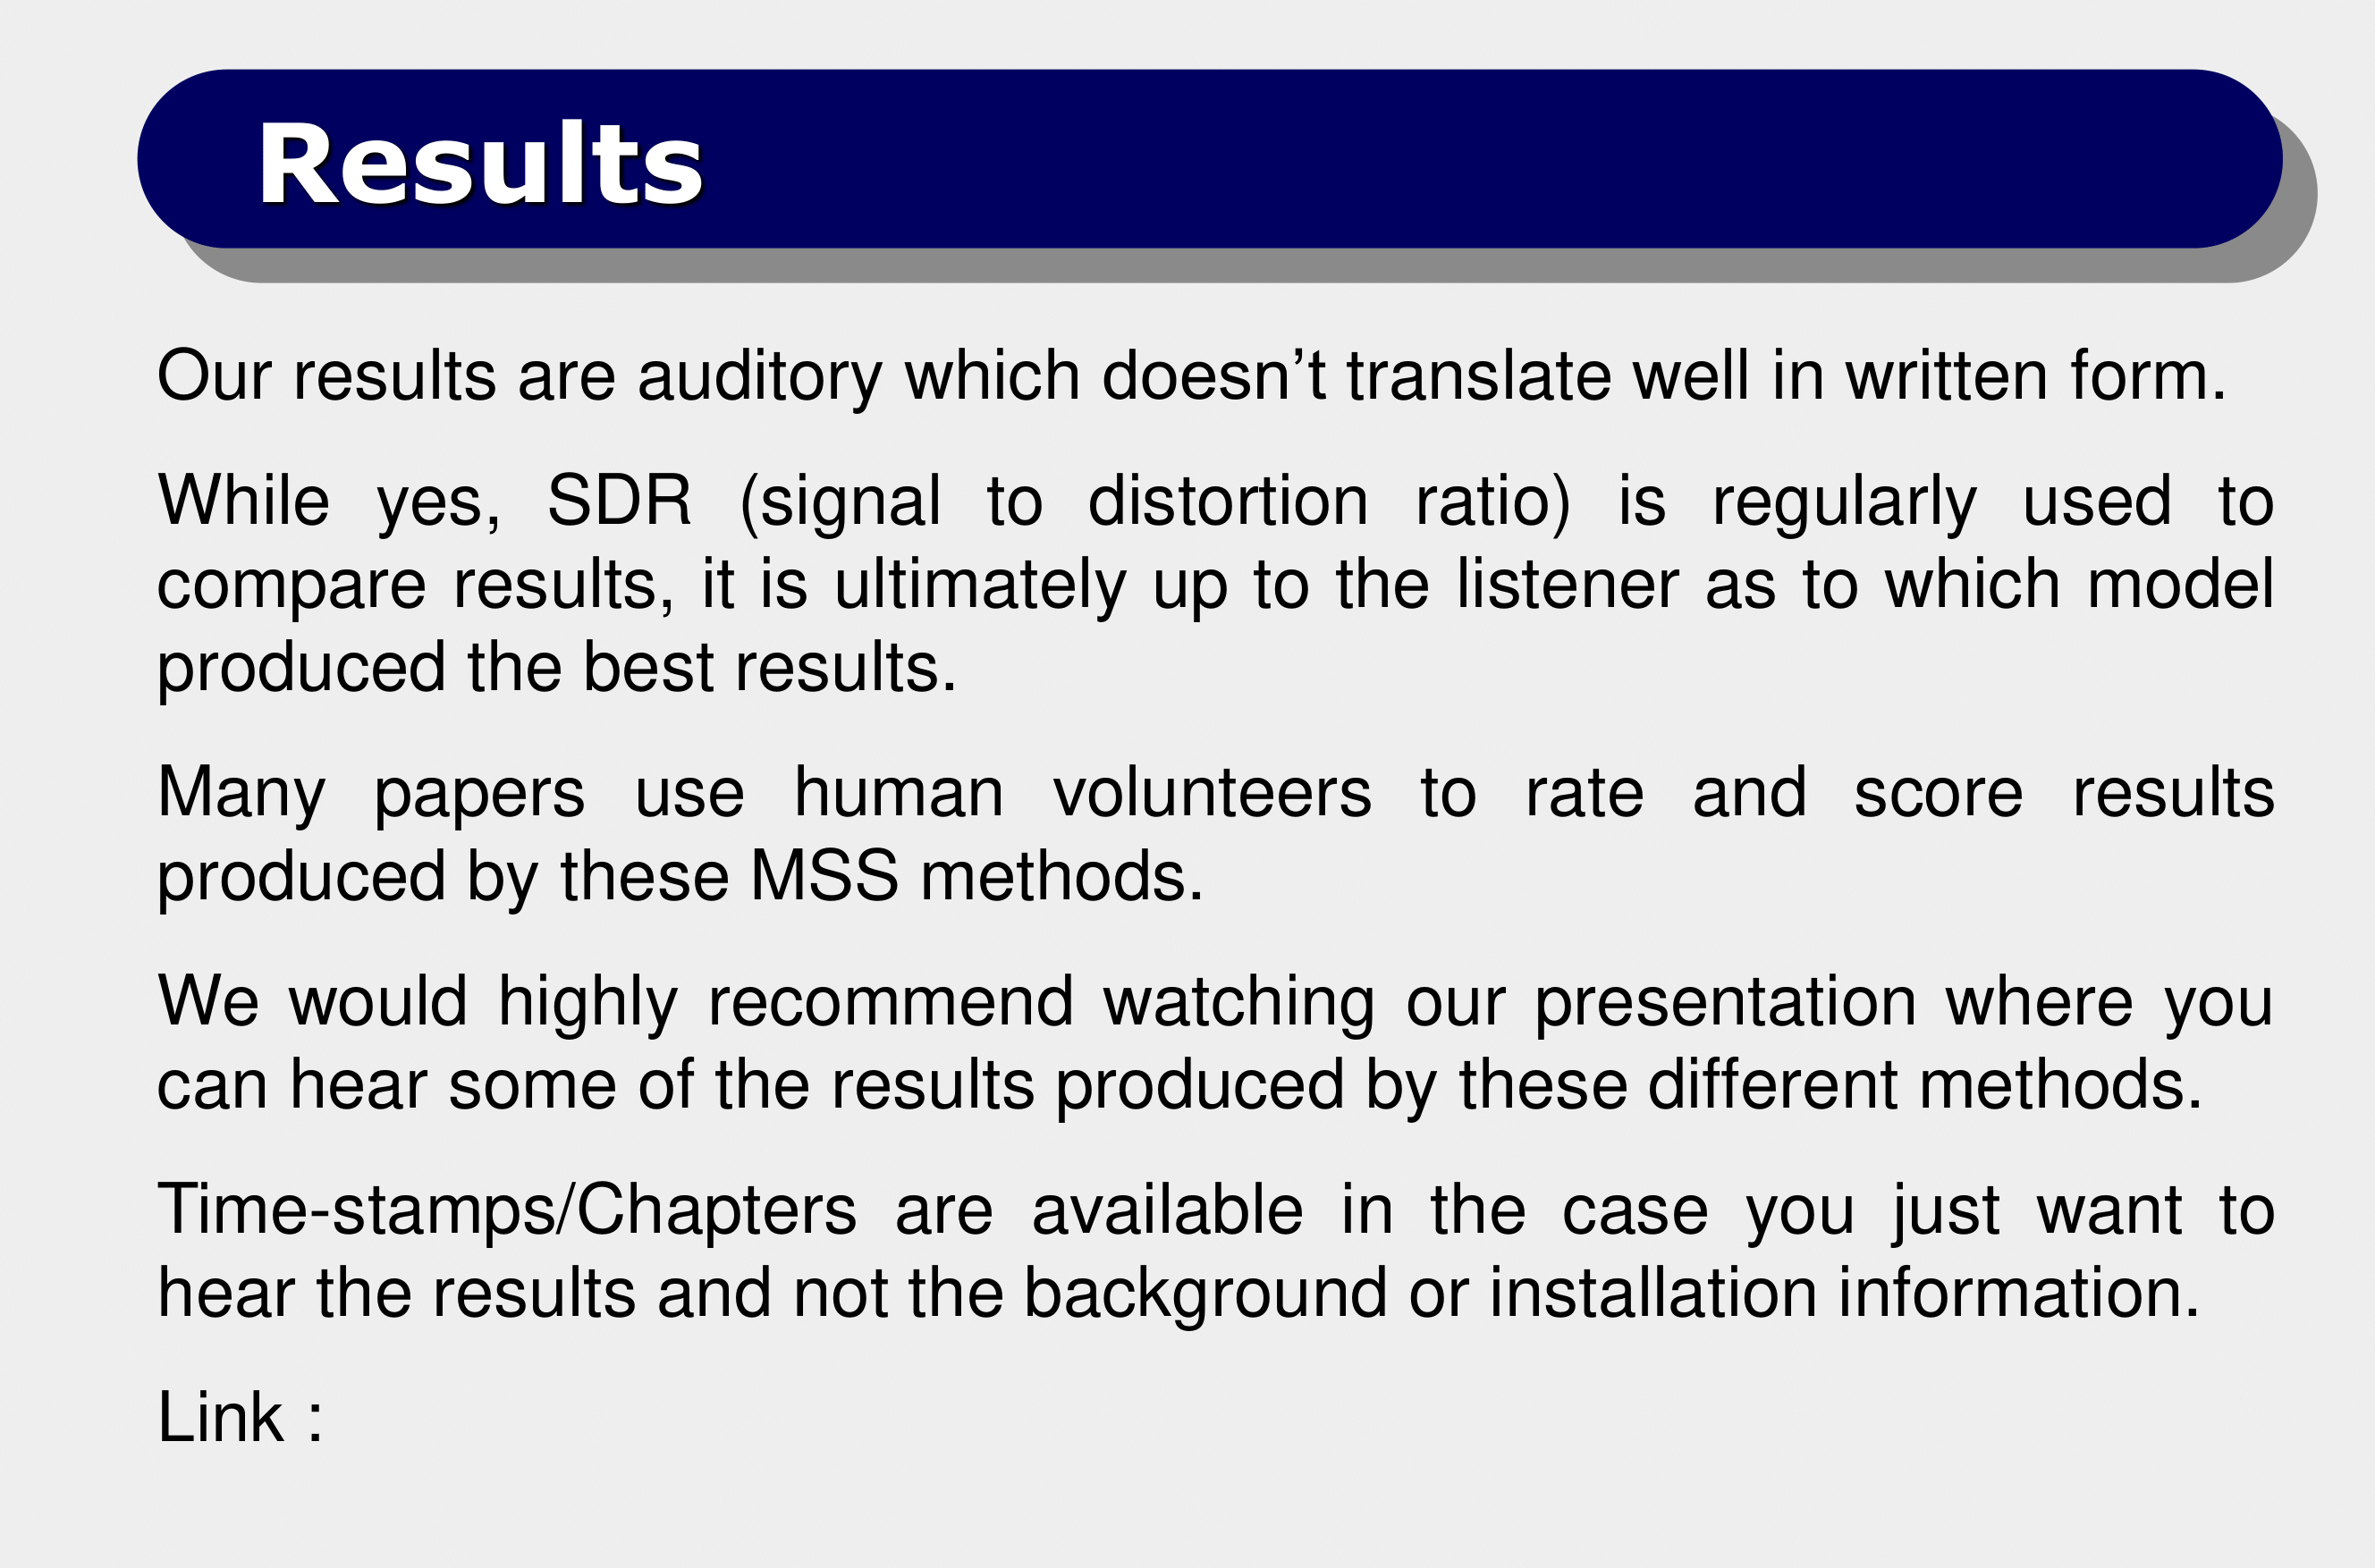 Results
Our results are auditory which doesn’t translate well in written form.
While yes, SDR (signal to distortion ratio) is regularly used to
compare results, it is ultimately up to the listener as to which model
produced the best results.
Many papers use human volunteers to rate and score results
produced by these MSS methods.
We would highly recommend watching our presentation where you
can hear some of the results produced by these different methods.
Time-stamps/Chapters are available in the case you just want to
hear the results and not the background or installation information.
Link :